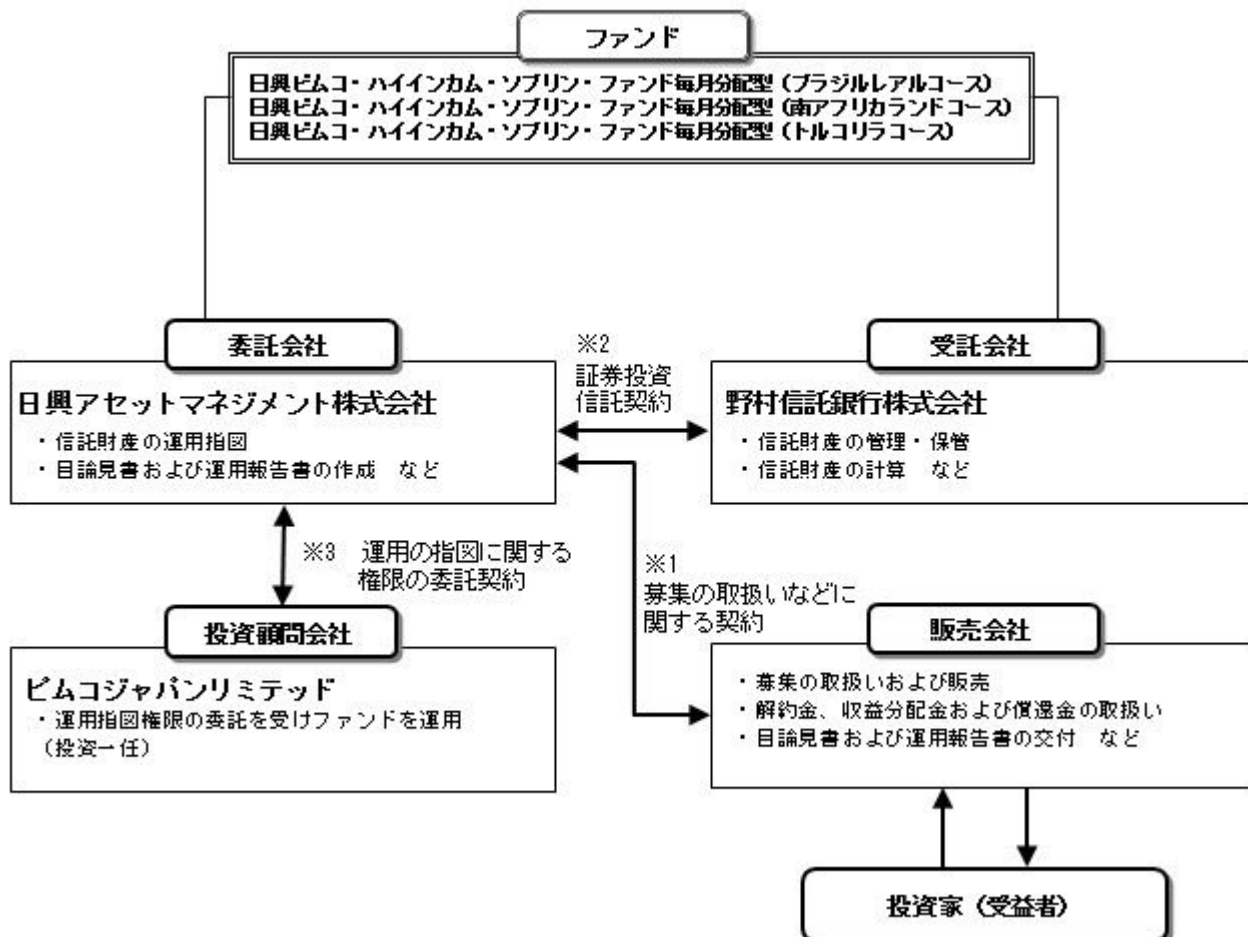 ファンド
日興ピムコ・ハイインカム・ソブリン・ファンド毎月分配型（ブラジルレアルコース）
日興ピムコ・ハイインカム・ソブリン・ファンド毎月分配型（南アフリカランドコース）
日興ピムコ・ハイインカム・ソブリン・ファンド毎月分配型（トルコリラコース）
委託会社
日興アセットマネジメント株式会社
・信託財産の運用指図
・目論見書および運用報告書の作成　など
※2
証券投資
信託契約
受託会社
野村信託銀行株式会社
・信託財産の管理・保管
・信託財産の計算　など
※3　運用の指図に関する
権限の委託契約
※1
募集の取扱いなどに
関する契約
投資顧問会社
ピムコジャパンリミテッド
・運用指図権限の委託を受けファンドを運用
（投資一任）
販売会社
・募集の取扱いおよび販売
・解約金、収益分配金および償還金の取扱い
・目論見書および運用報告書の交付　など
投資家（受益者）